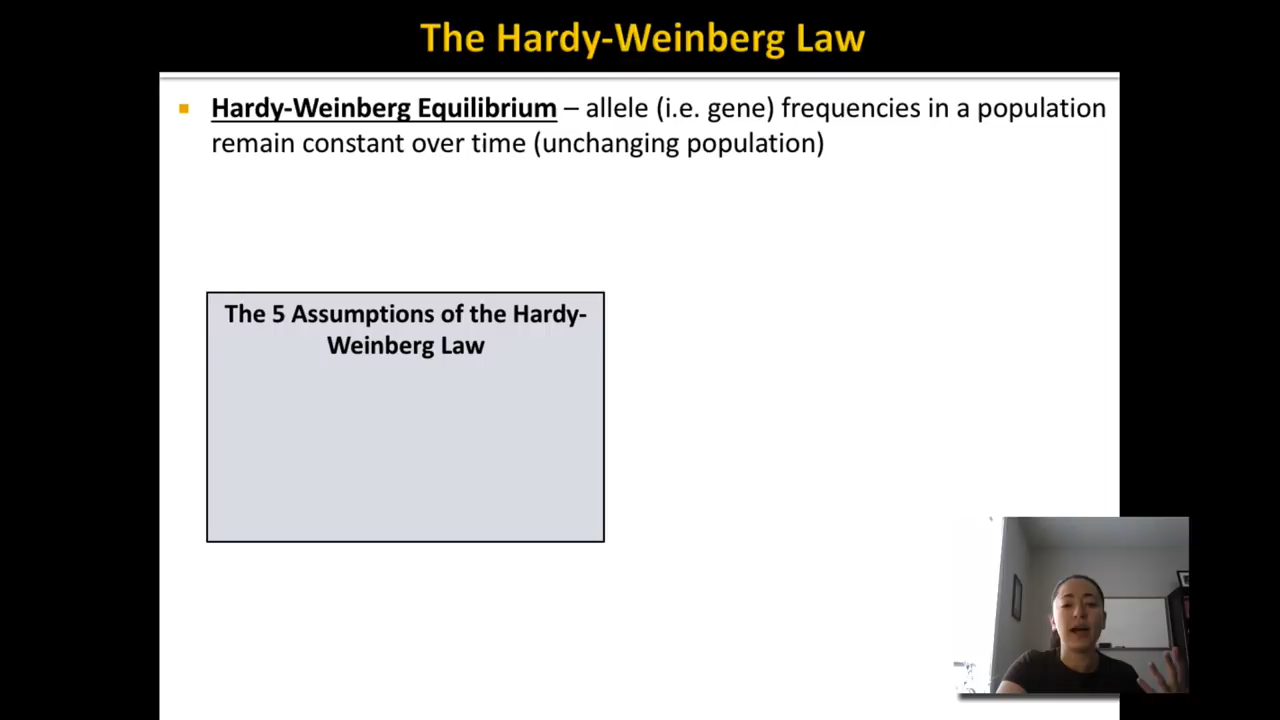 The Hardy-Weinberg Law
Hardy-Weinberg Equilibrium – allele (i.e. gene) frequencies in a population
remain constant over time (unchanging population)
The 5 Assumptions of the Hardy-
Weinberg Law